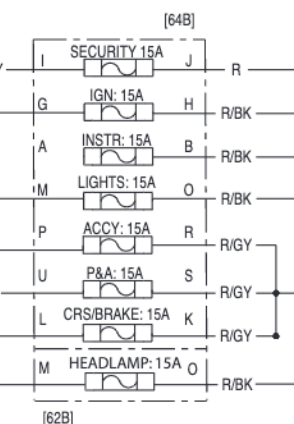 [64B]
I SECURITY 15A J R
G IGN: 15A H R/BK
A INSTR: 15A B R/BK
M LIGHTS: 15A O R/BK
P ACCY: 15A R R/GY
U P&A: 15A S R/GY
L CRS/BRAKE: 15A K R/GY
M HEADLAMP: 15A O R/BK
[62B]